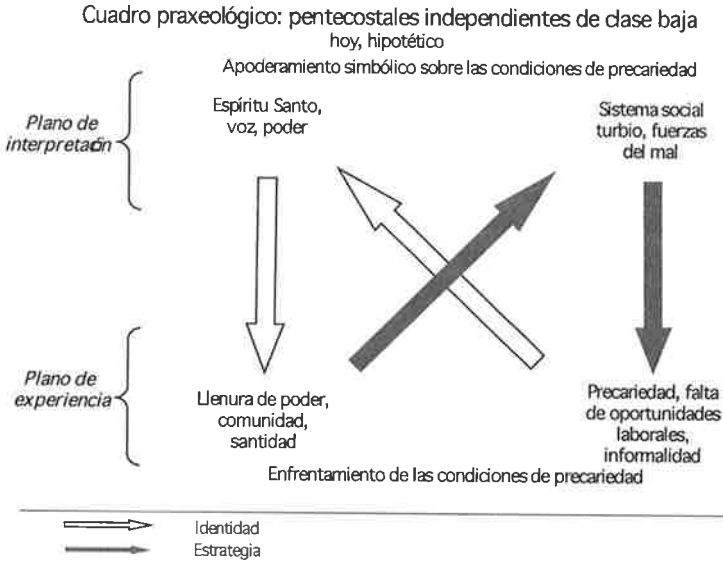 Cuadro praxeológico: pentecostales independientes de clase baja
hoy, hipotético
Apoderamiento simbólico sobre las condiciones de precariedad
Plano de
interpretación
Espíritu Santo,
voz, poder
Sistema social
turbio, fuerzas
del mal
Plano de
experiencia
Llenura de poder,
comunidad,
santidad
Precariedad, falta
de oportunidades
laborales,
informalidad
Enfrentamiento de las condiciones de precariedad
Identidad
Estrategia